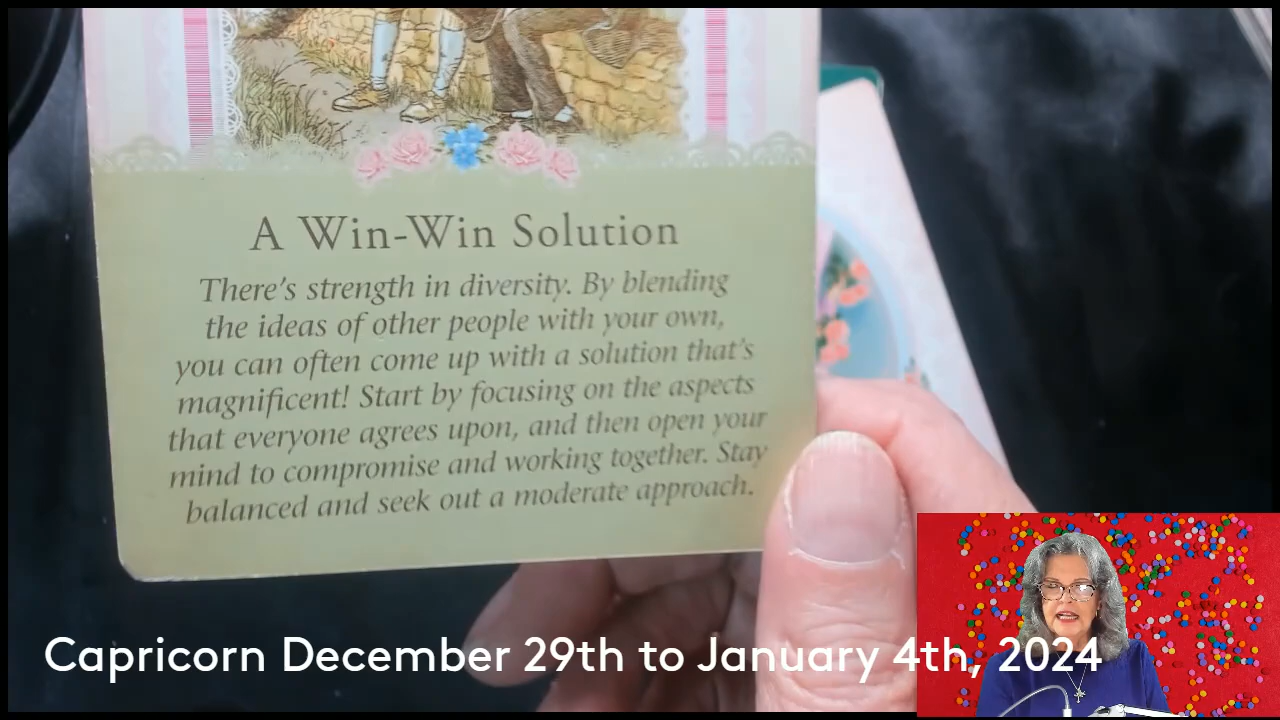 A Win-Win Solution
There's strength in diversity. By blending
the ideas of other people with your own,
you can often come up with a solution that's
magnificent! Start by focusing on the aspects
that everyone agrees upon, and then open your
mind to compromise and working together. Stay
balanced and seek out a moderate approach.
Capricorn December 29th to January 4th, 2024